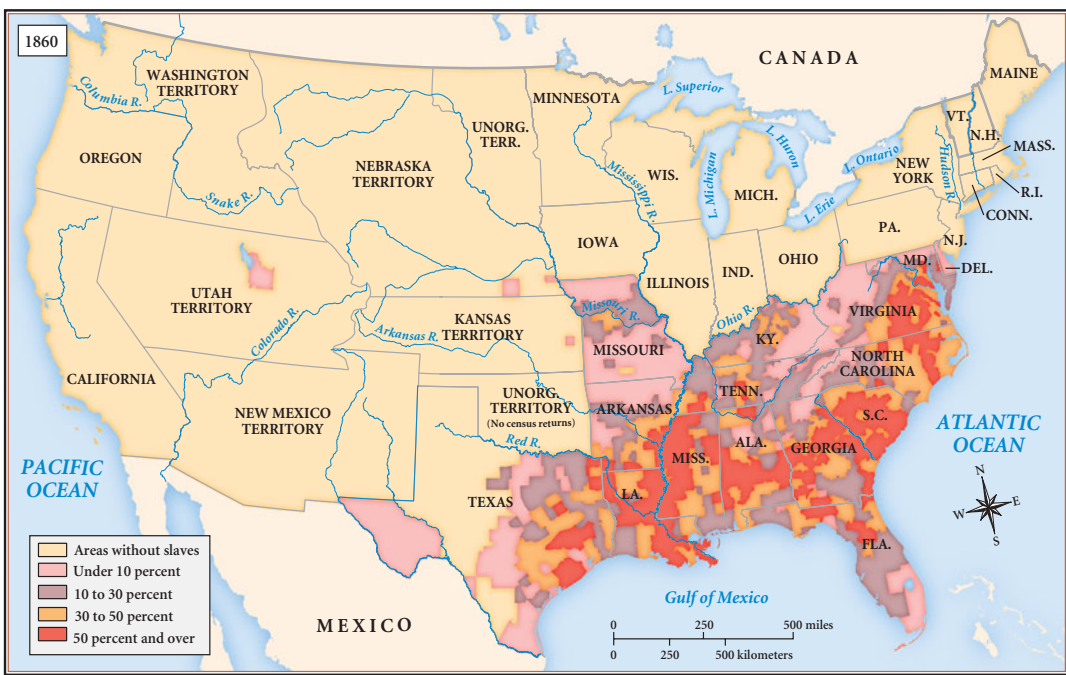 1860
CANADA
WASHINGTON
TERRITORY
Columbia R.
OREGON
Snake R.
UNORG.
TERR.
NEBRASKA
TERRITORY
MINNESOTA
L. Superior
Mississippi R.
WIS.
L. Michigan
L. Huron
MICH.
L. Ontario
L. Erie
MAINE
VT.
N.H.
MASS.
NEW
YORK
Hudson R.
R.I.
CONN.
PA.
N.J.
MD.
DEL.
IOWA
ILLINOIS
IND.
OHIO
UTAH
TERRITORY
Colorado R.
CALIFORNIA
KANSAS
TERRITORY
Arkansas R.
Missouri R.
MISSOURI
Ohio R.
KY.
VIRGINIA
NORTH
CAROLINA
TENN.
NEW MEXICO
TERRITORY
UNORG.
TERRITORY
(No census returns)
Red R.
ARKANSAS
S.C.
MISS.
ALA.
GEORGIA
TEXAS
LA.
FLA.
PACIFIC
OCEAN
ATLANTIC
OCEAN
N
W
E
S
Areas without slaves
Under 10 percent
10 to 30 percent
30 to 50 percent
50 percent and over
MEXICO
Gulf of Mexico
0 250 500 miles
0 250 500 kilometers